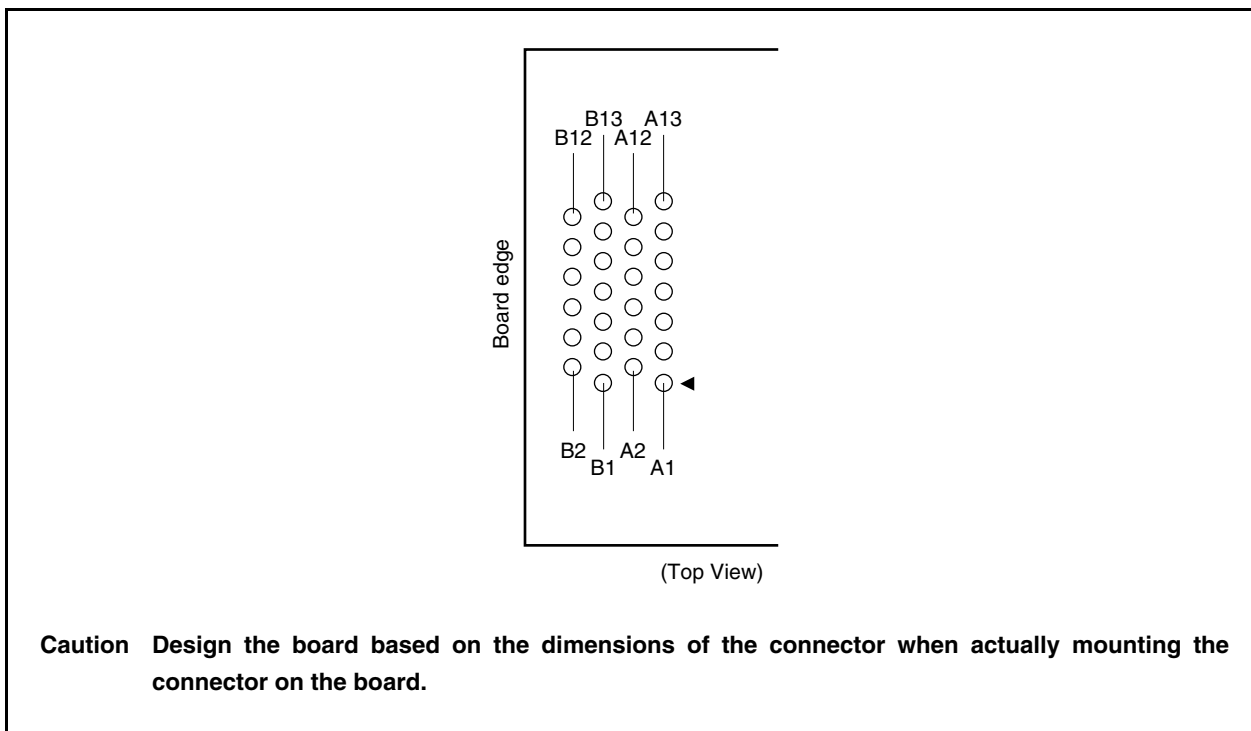 B13 A13
B12 A12
Board edge
B2 A2
B1 A1
(Top View)
Caution Design the board based on the dimensions of the connector when actually mounting the
connector on the board.